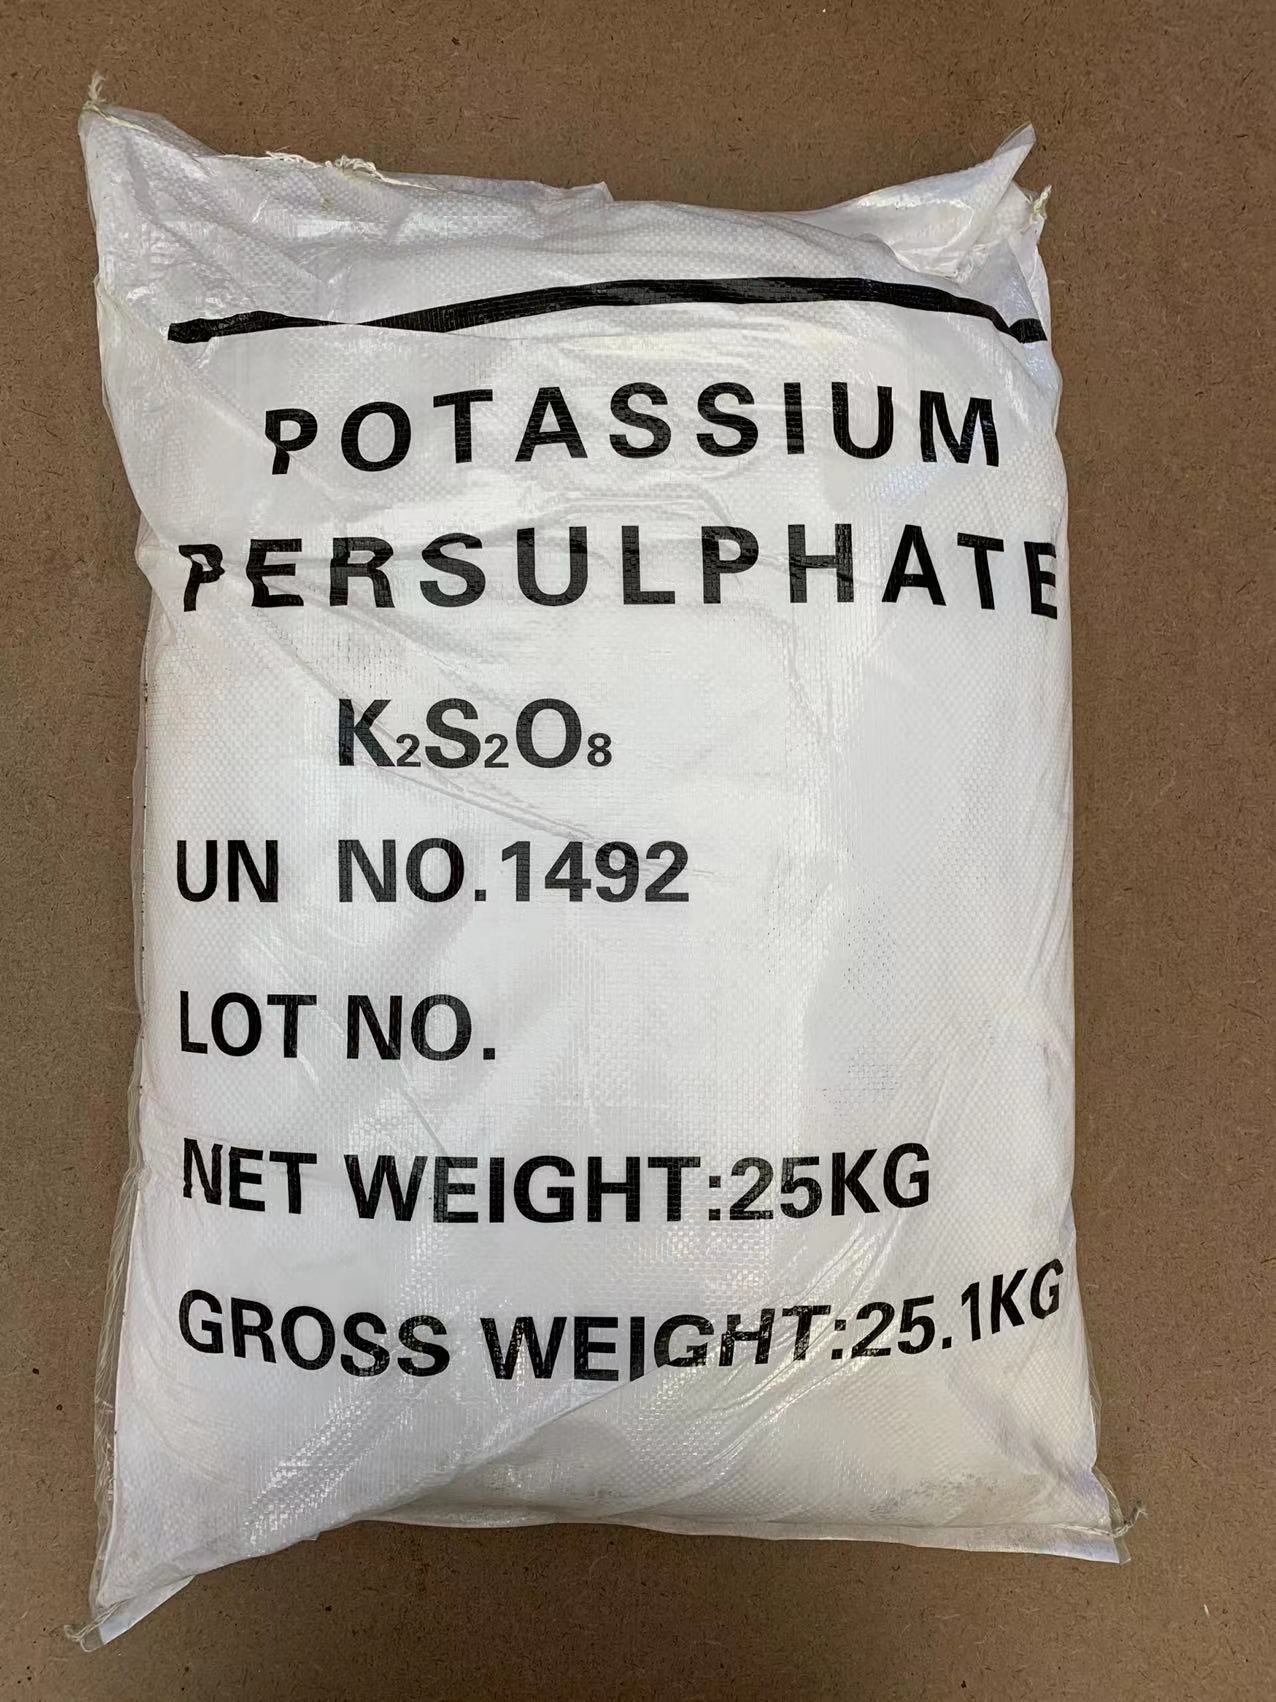 POTASSIUM
PERSULPHATE
K₂S₂O₈
UN NO.1492
LOT NO.
NET WEIGHT:25KG
GROSS WEIGHT:25.1KG